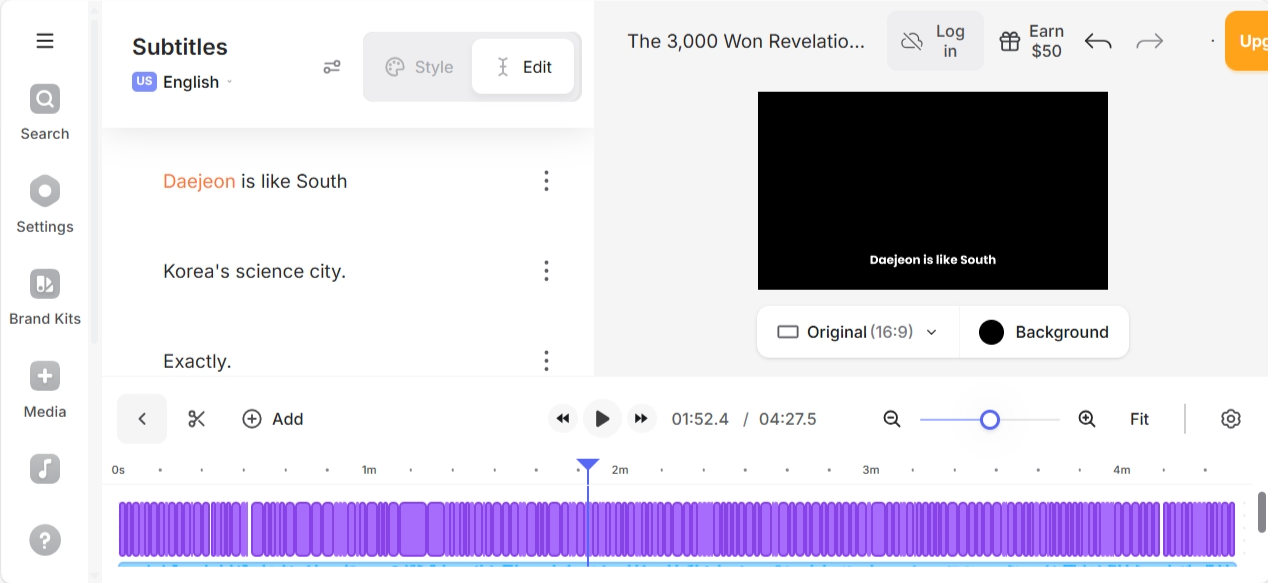 Search
Settings
Brand Kits
Media
?
Subtitles
US English
Style
Edit
Daejeon is like South
Korea's science city.
Exactly.
The 3,000 Won Revelatio...
Log in
Earn $50
Upg
Daejeon is like South
Original (16:9)
Background
Add
01:52.4 / 04:27.5
Fit
0s 1m 2m 3m 4m